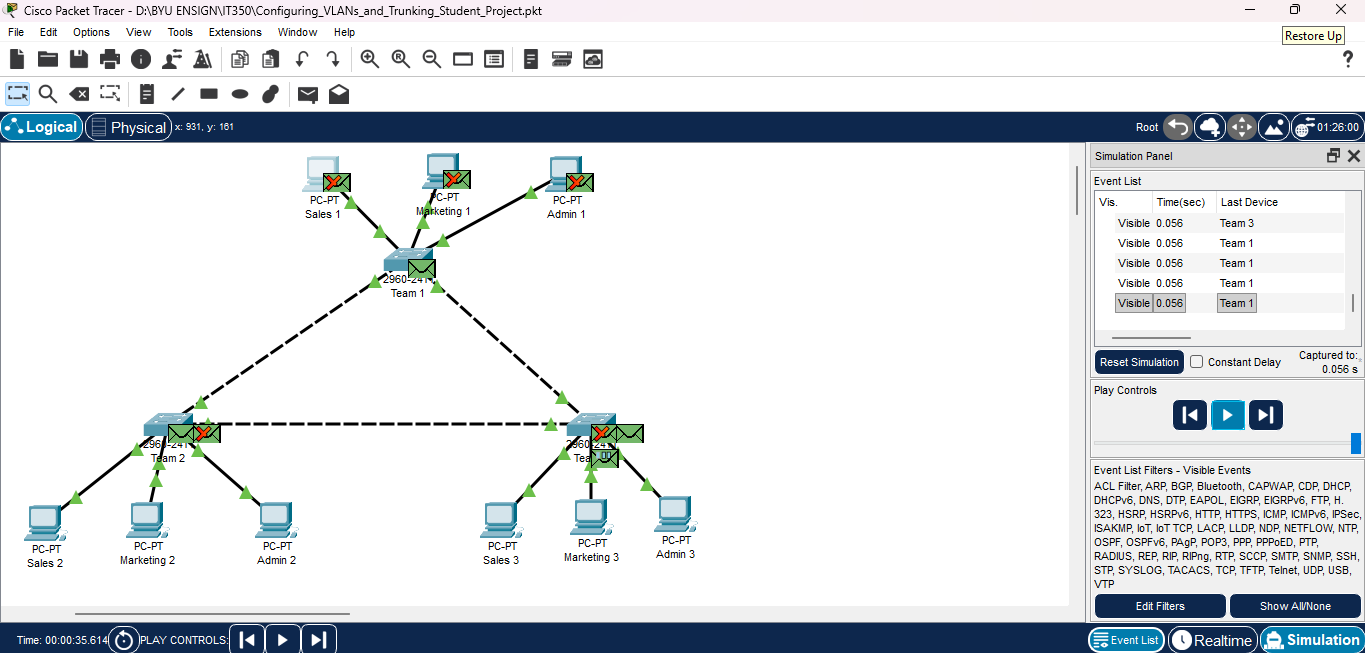 Cisco Packet Tracer - D:\BYU ENSIGN\IT350\Configuring_VLANs_and_Trunking_Student_Project.pkt
File Edit Options View Tools Extensions Window Help
Restore Up
?
Logical Physical x: 931, y: 161 Root 01:26:00
PC-PT
Sales 1
PC-PT
Marketing 1
PC-PT
Admin 1
Team 1
Team 2
PC-PT
Sales 2
PC-PT
Marketing 2
PC-PT
Admin 2
PC-PT
Sales 3
PC-PT
Marketing 3
PC-PT
Admin 3
Simulation Panel
Event List
Vis. Time(sec) Last Device
Visible 0.056 Team 3
Visible 0.056 Team 1
Visible 0.056 Team 1
Visible 0.056 Team 1
Visible 0.056 Team 1
Reset Simulation Constant Delay Captured to:
0.056 s
Play Controls
Event List Filters - Visible Events
ACL Filter, ARP, BGP, Bluetooth, CAPWAP, CDP, DHCP,
DHCPv6, DNS, DTP, EAPOL, EIGRP, EIGRPv6, FTP, H.
323, HSRP, HSRPv6, HTTP, HTTPS, ICMP, ICMPv6, IPSec,
ISAKMP, IoT, IoT TCP, LACP, LLDP, NDP, NETFLOW, NTP,
OSPF, OSPFv6, PAgP, POP3, PPP, PPPoED, PTP,
RADIUS, REP, RIP, RIPng, RTP, SCCP, SMTP, SNMP, SSH,
STP, SYSLOG, TACACS, TCP, TFTP, Telnet, UDP, USB,
VTP
Edit Filters Show All/None
Time: 00:00:35.614 PLAY CONTROLS: Event List Realtime Simulation